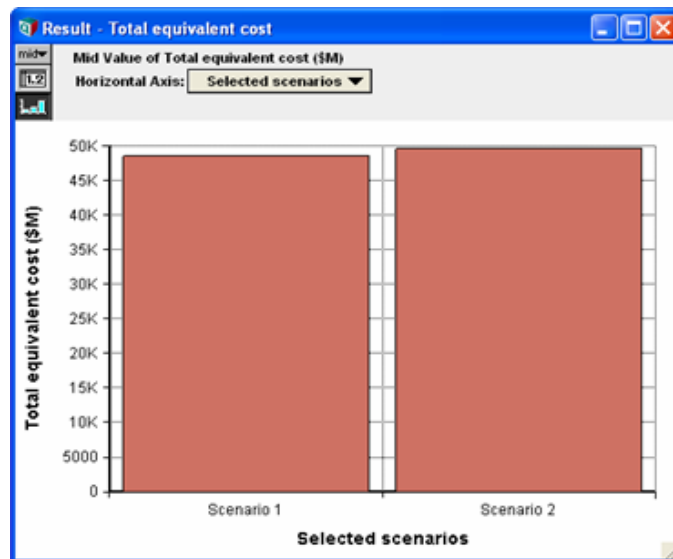 Result - Total equivalent cost
mid
Mid Value of Total equivalent cost ($M)
1.2
Horizontal Axis: Selected scenarios
50K
45K
40K
35K
30K
25K
20K
15K
10K
5000
0
Total equivalent cost ($M)
Scenario 1 Scenario 2
Selected scenarios